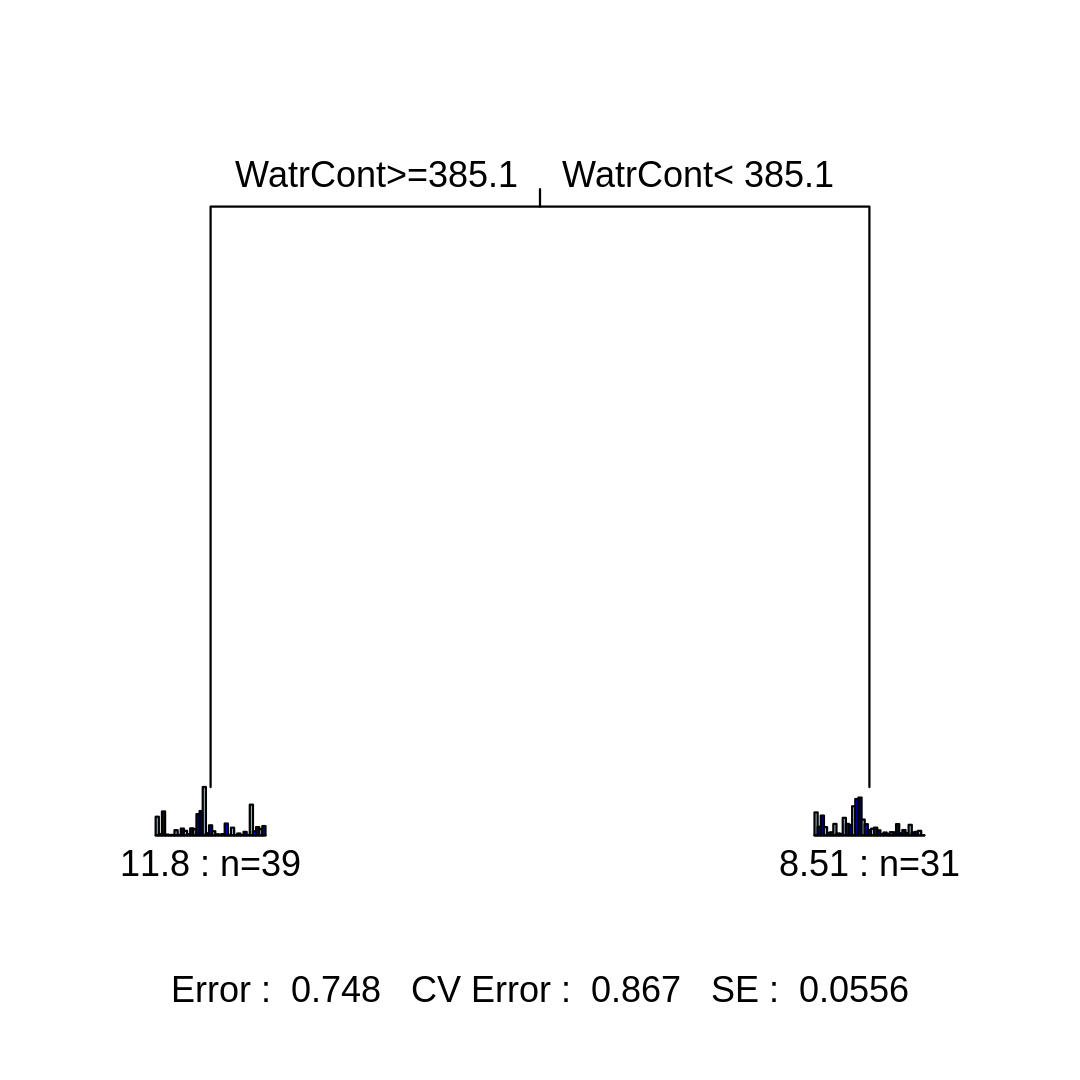 WatrCont>=385.1 WatrCont< 385.1
11.8 : n=39 8.51 : n=31
Error : 0.748 CV Error : 0.867 SE : 0.0556